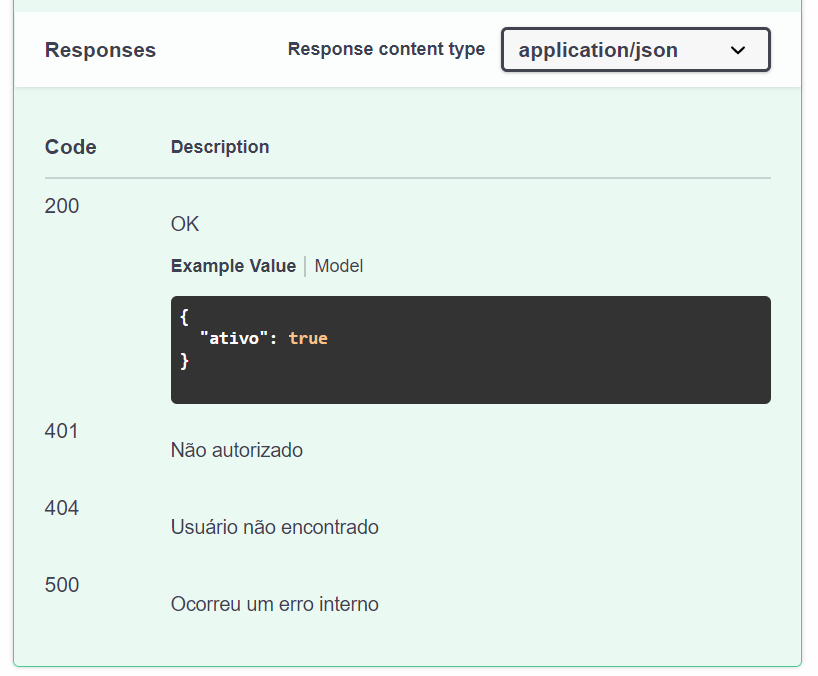 Responses
Response content type application/json
Code Description
200
OK
Example Value Model
{
"ativo": true
}
401
Não autorizado
404
Usuário não encontrado
500
Ocorreu um erro interno